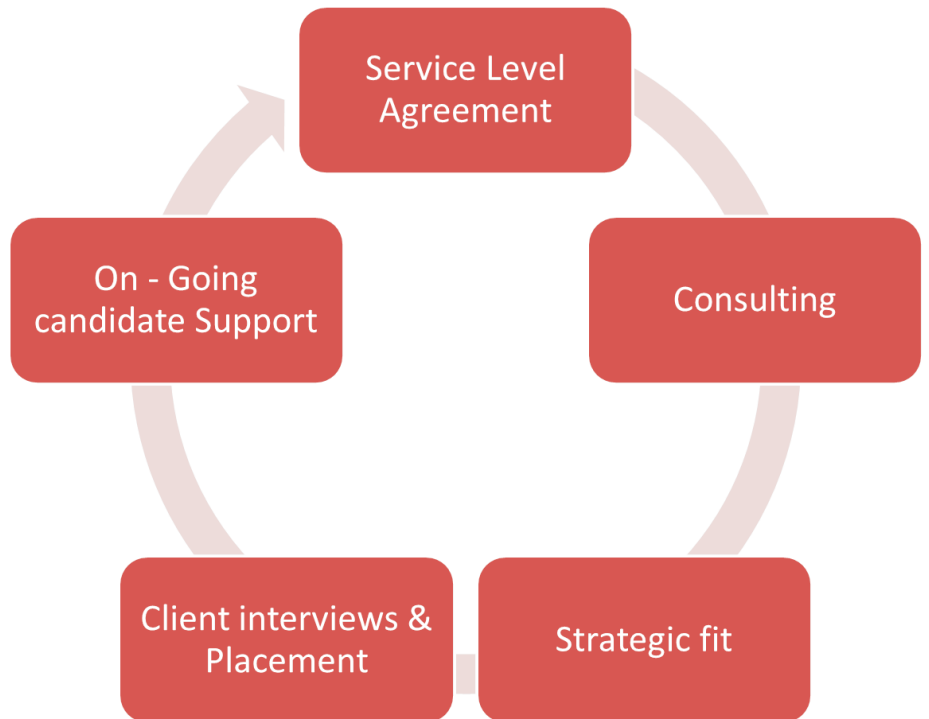 Service Level
Agreement
Consulting
Strategic fit
Client interviews &
Placement
On - Going
candidate Support